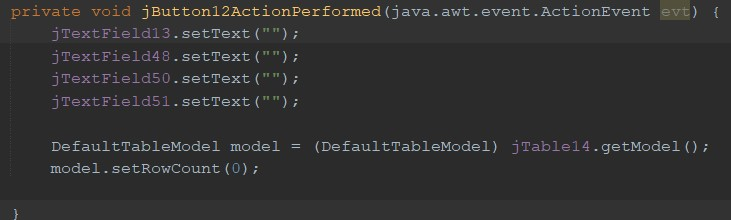 private void jButton12ActionPerformed(java.awt.event.ActionEvent evt) {
jTextField13.setText("");
jTextField48.setText("");
jTextField50.setText("");
jTextField51.setText("");
DefaultTableModel model = (DefaultTableModel) jTable14.getModel();
model.setRowCount(0);
}